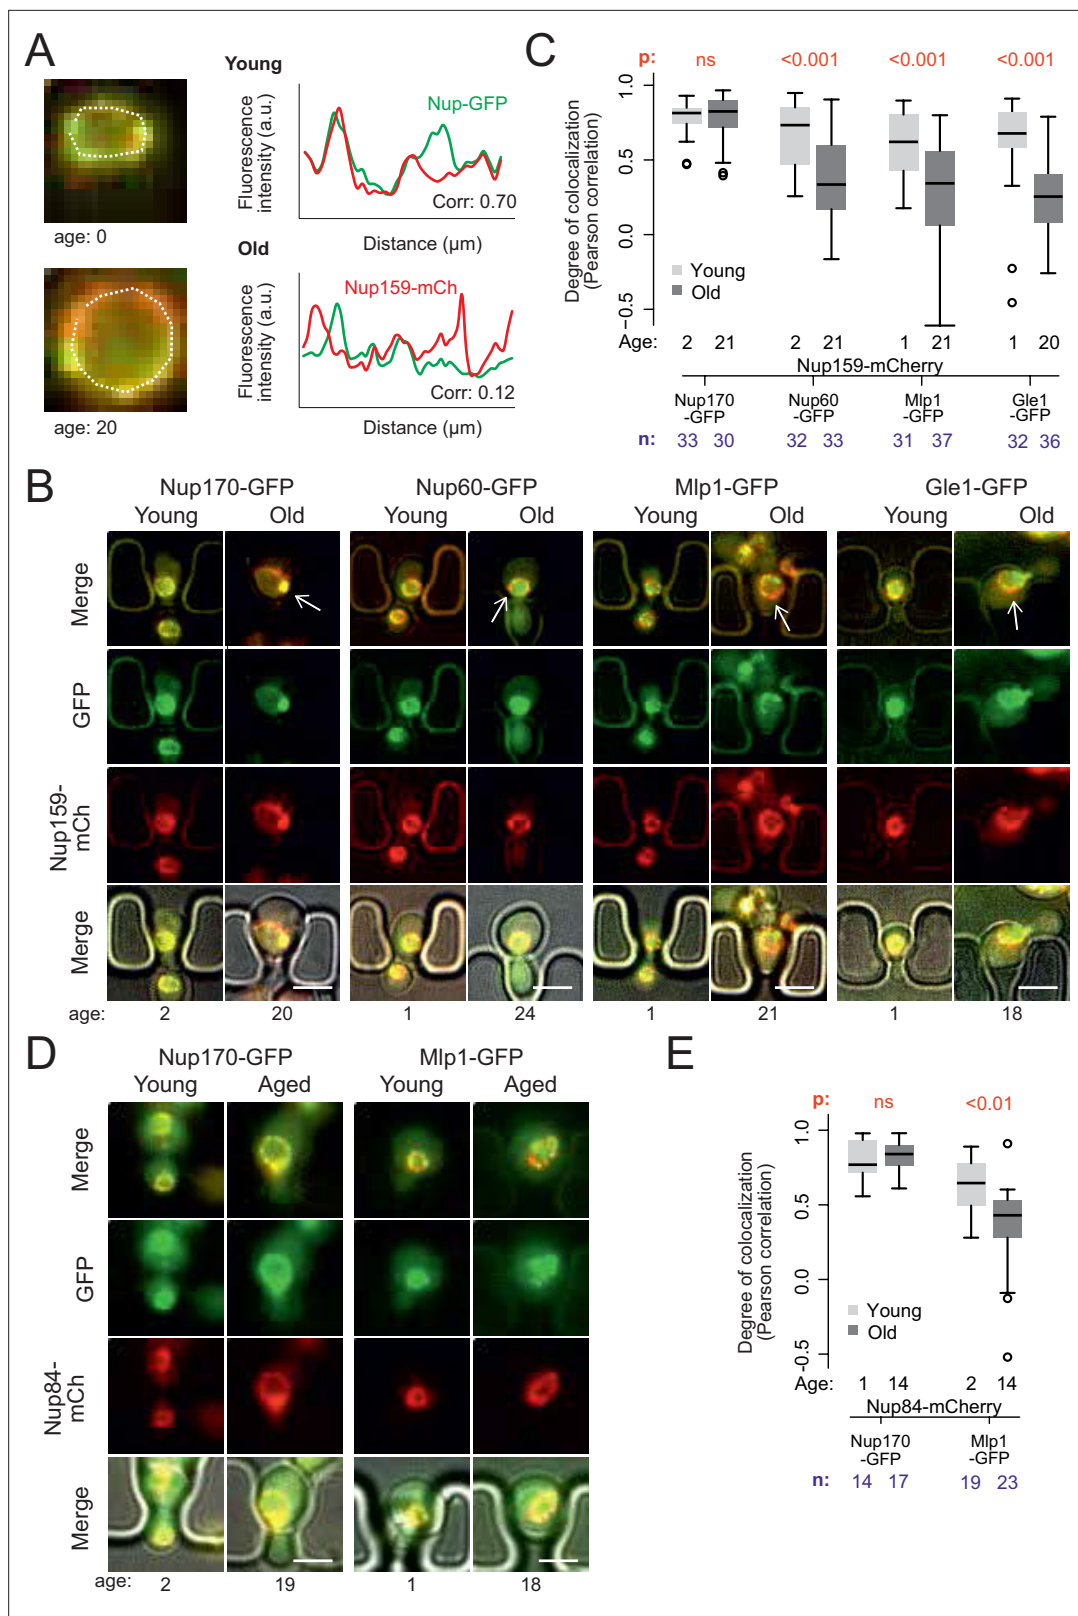 A
age: 0
age: 20
Young
Fluorescence
intensity (a.u.)
Nup-GFP
Corr: 0.70
Distance (µm)
Old
Fluorescence
intensity (a.u.)
Nup159-mCh
Corr: 0.12
Distance (µm)
C
p: ns <0.001 <0.001 <0.001
Degree of colocalization
(Pearson correlation)
1.0
0.5
0.0
−0.5
Young
Old
Age: 2 21 2 21 1 21 1 20
Nup159-mCherry
Nup170 Nup60 Mlp1 Gle1
-GFP -GFP -GFP -GFP
n: 33 30 32 33 31 37 32 36
B
Nup170-GFP Nup60-GFP Mlp1-GFP Gle1-GFP
Young Old Young Old Young Old Young Old
Merge
GFP
Nup159-
mCh
Merge
age: 2 20 1 24 1 21 1 18
D
Nup170-GFP Mlp1-GFP
Young Aged Young Aged
Merge
GFP
Nup84-
mCh
Merge
age: 2 19 1 18
E
p: ns <0.01
Degree of colocalization
(Pearson correlation)
1.0
0.5
0.0
-0.5
Young
Old
Age: 1 14 2 14
Nup84-mCherry
Nup170 Mlp1
-GFP -GFP
n: 14 17 19 23